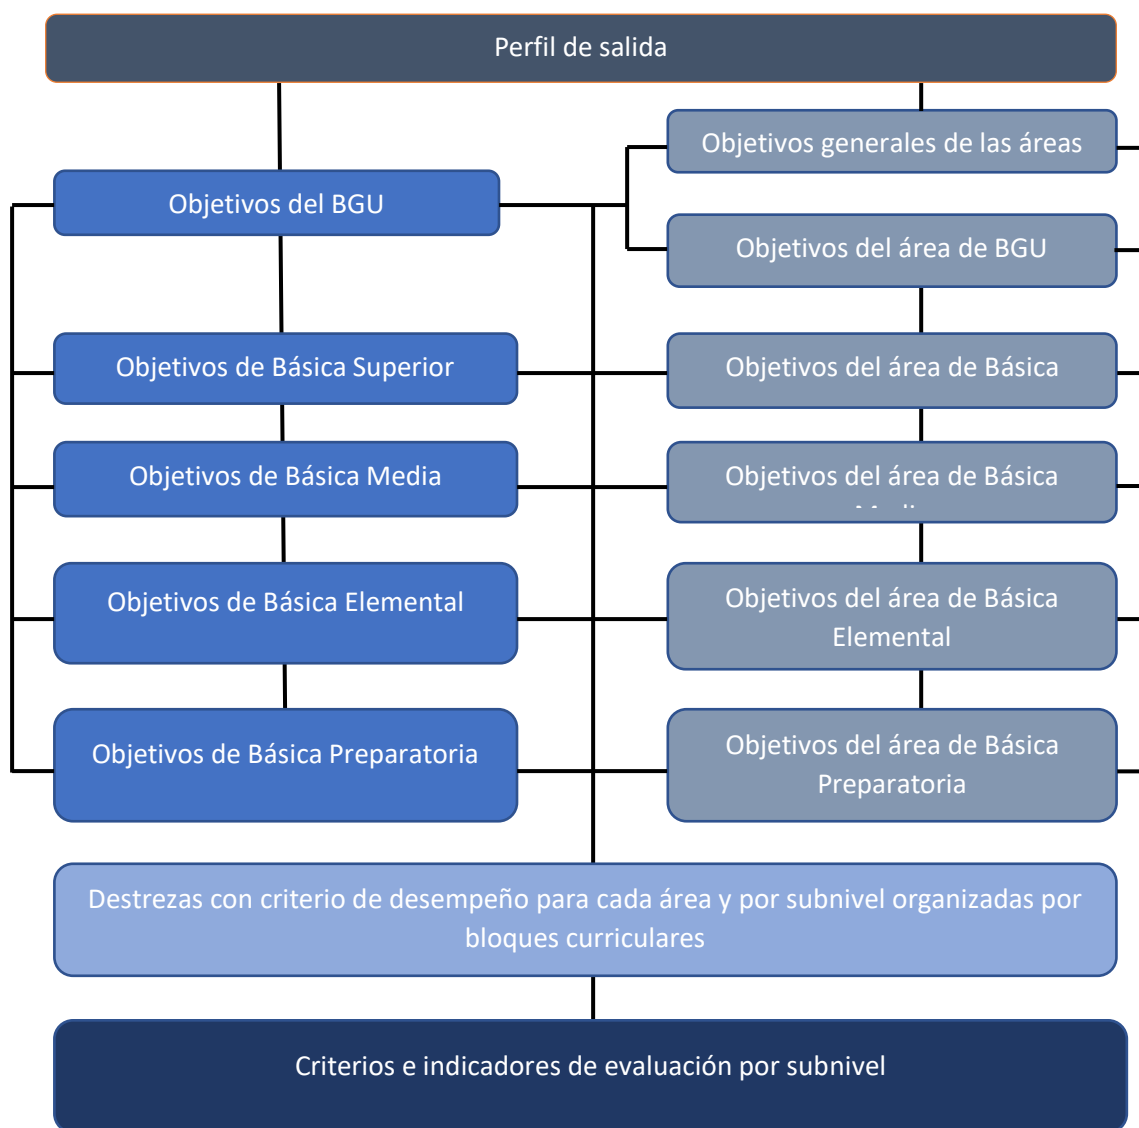 Perfil de salida
Objetivos generales de las áreas
Objetivos del BGU
Objetivos del área de BGU
Objetivos de Básica Superior
Objetivos del área de Básica
Objetivos de Básica Media
Objetivos del área de Básica
Objetivos de Básica Elemental
Objetivos del área de Básica
Elemental
Objetivos de Básica Preparatoria
Objetivos del área de Básica
Preparatoria
Destrezas con criterio de desempeño para cada área y por subnivel organizadas por
bloques curriculares
Criterios e indicadores de evaluación por subnivel